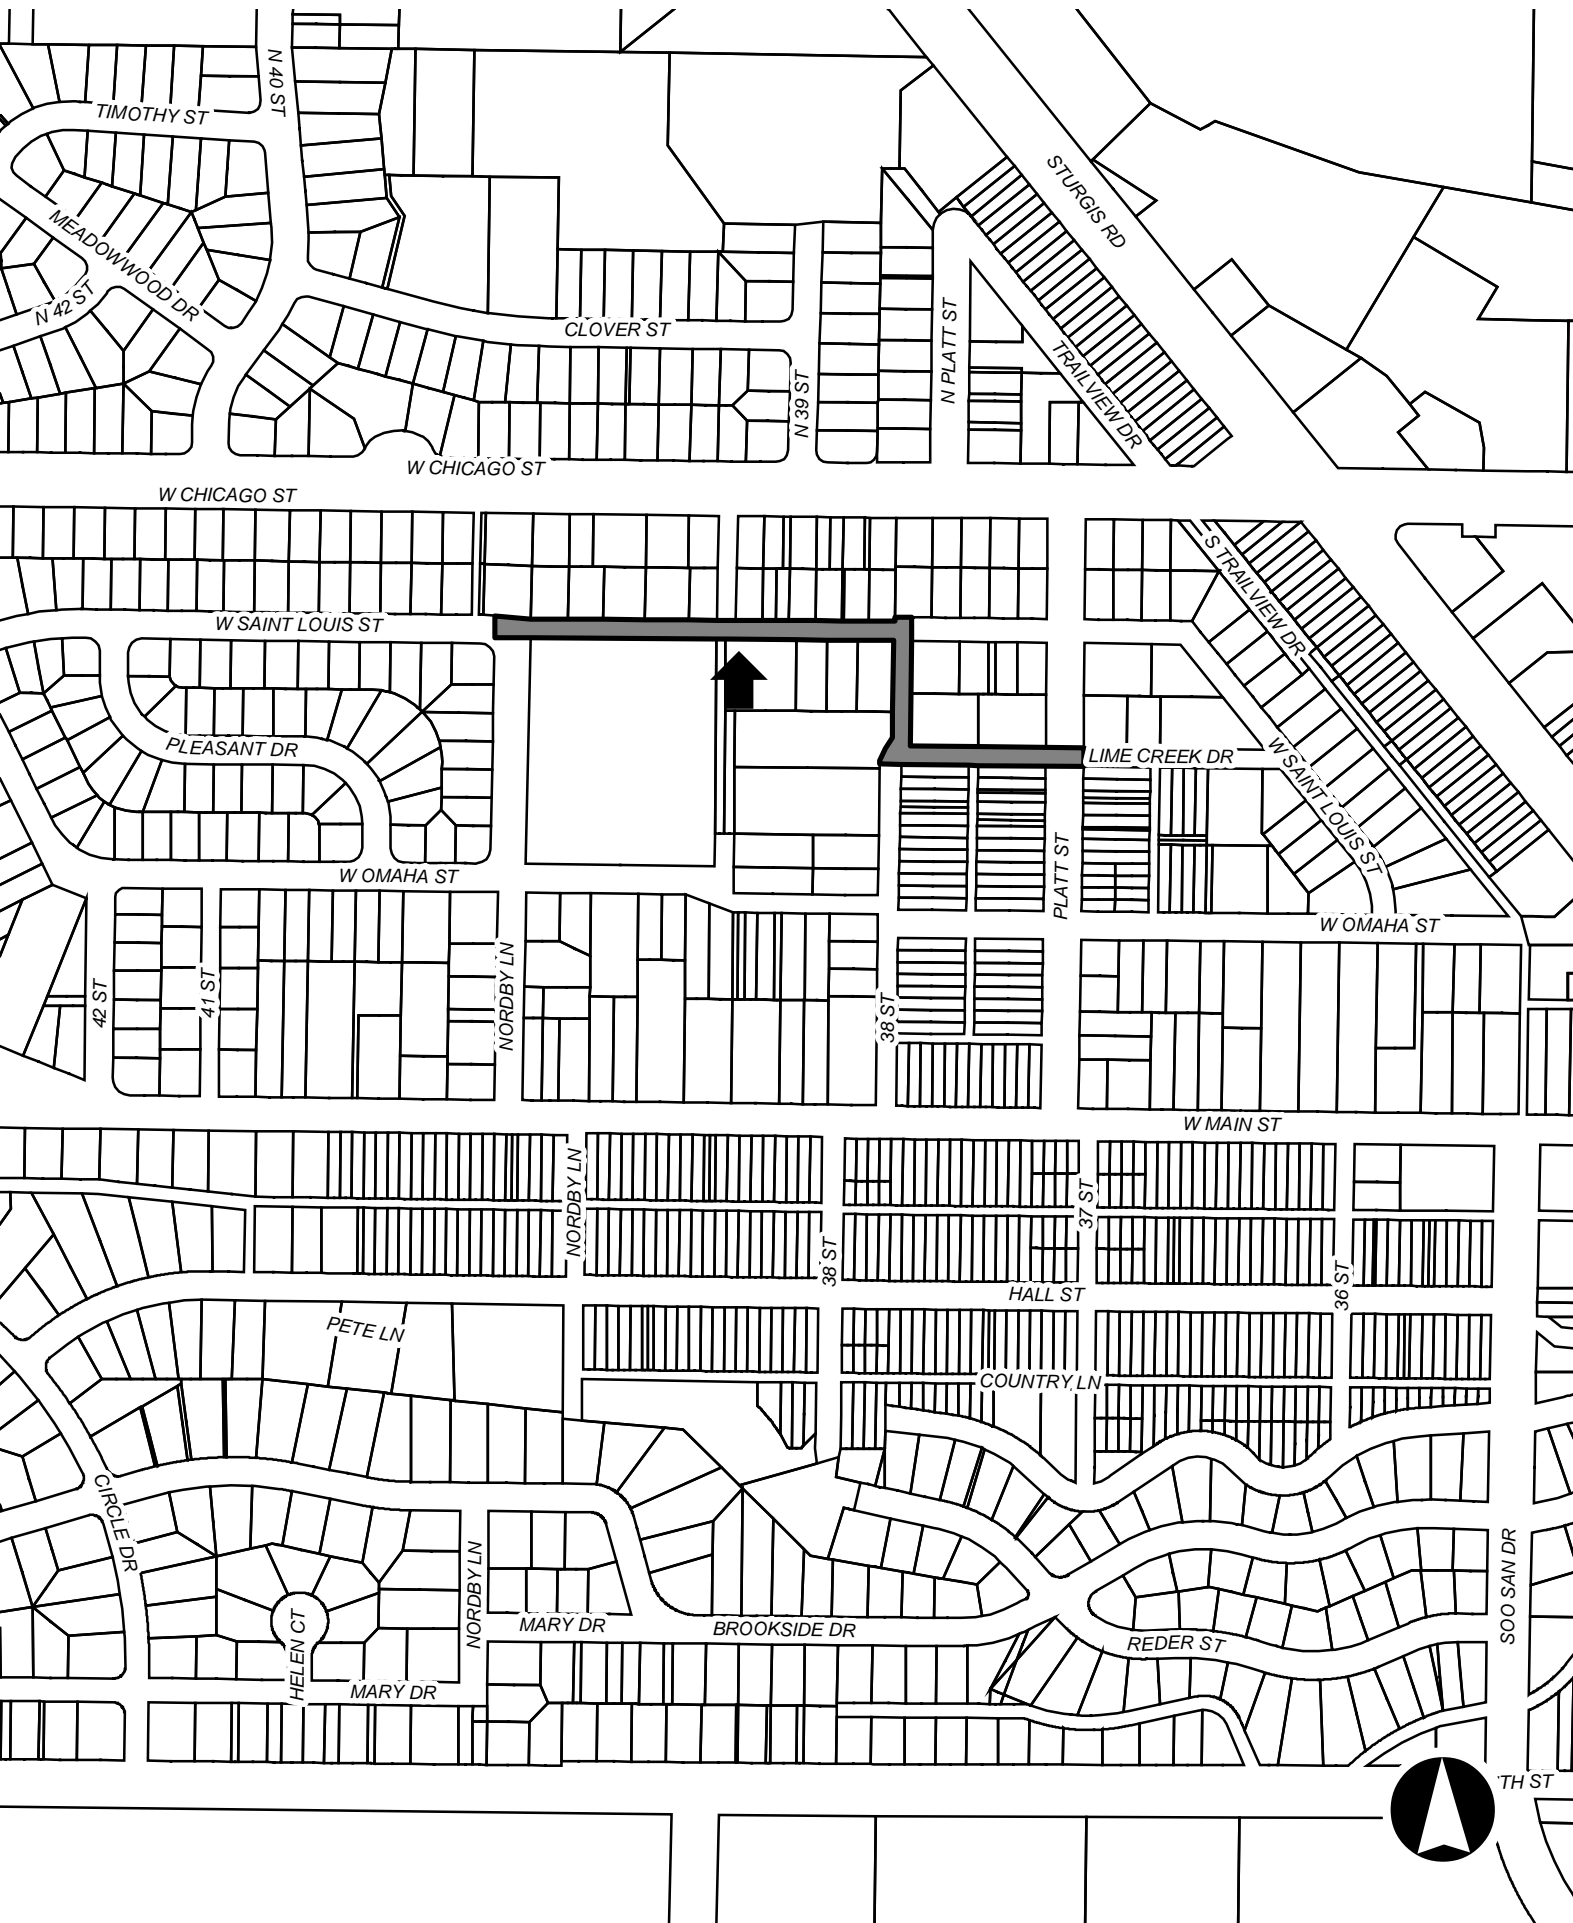 N 40 ST
TIMOTHY ST
STURGIS RD
MEADOWWOOD DR
N 42 ST
CLOVER ST
N PLATT ST
TRAILVIEW DR
N 39 ST
W CHICAGO ST
W CHICAGO ST
S TRAILVIEW DR
W SAINT LOUIS ST
PLEASANT DR
LIME CREEK DR
W SAINT LOUIS ST
W OMAHA ST
PLATT ST
W OMAHA ST
42 ST
41 ST
NORDBY LN
38 ST
W MAIN ST
NORDBY LN
37 ST
38 ST
36 ST
HALL ST
PETE LN
COUNTRY LN
CIRCLE DR
NORDBY LN
SOO SAN DR
MARY DR
BROOKSIDE DR
REDER ST
HELEN CT
MARY DR
TH ST